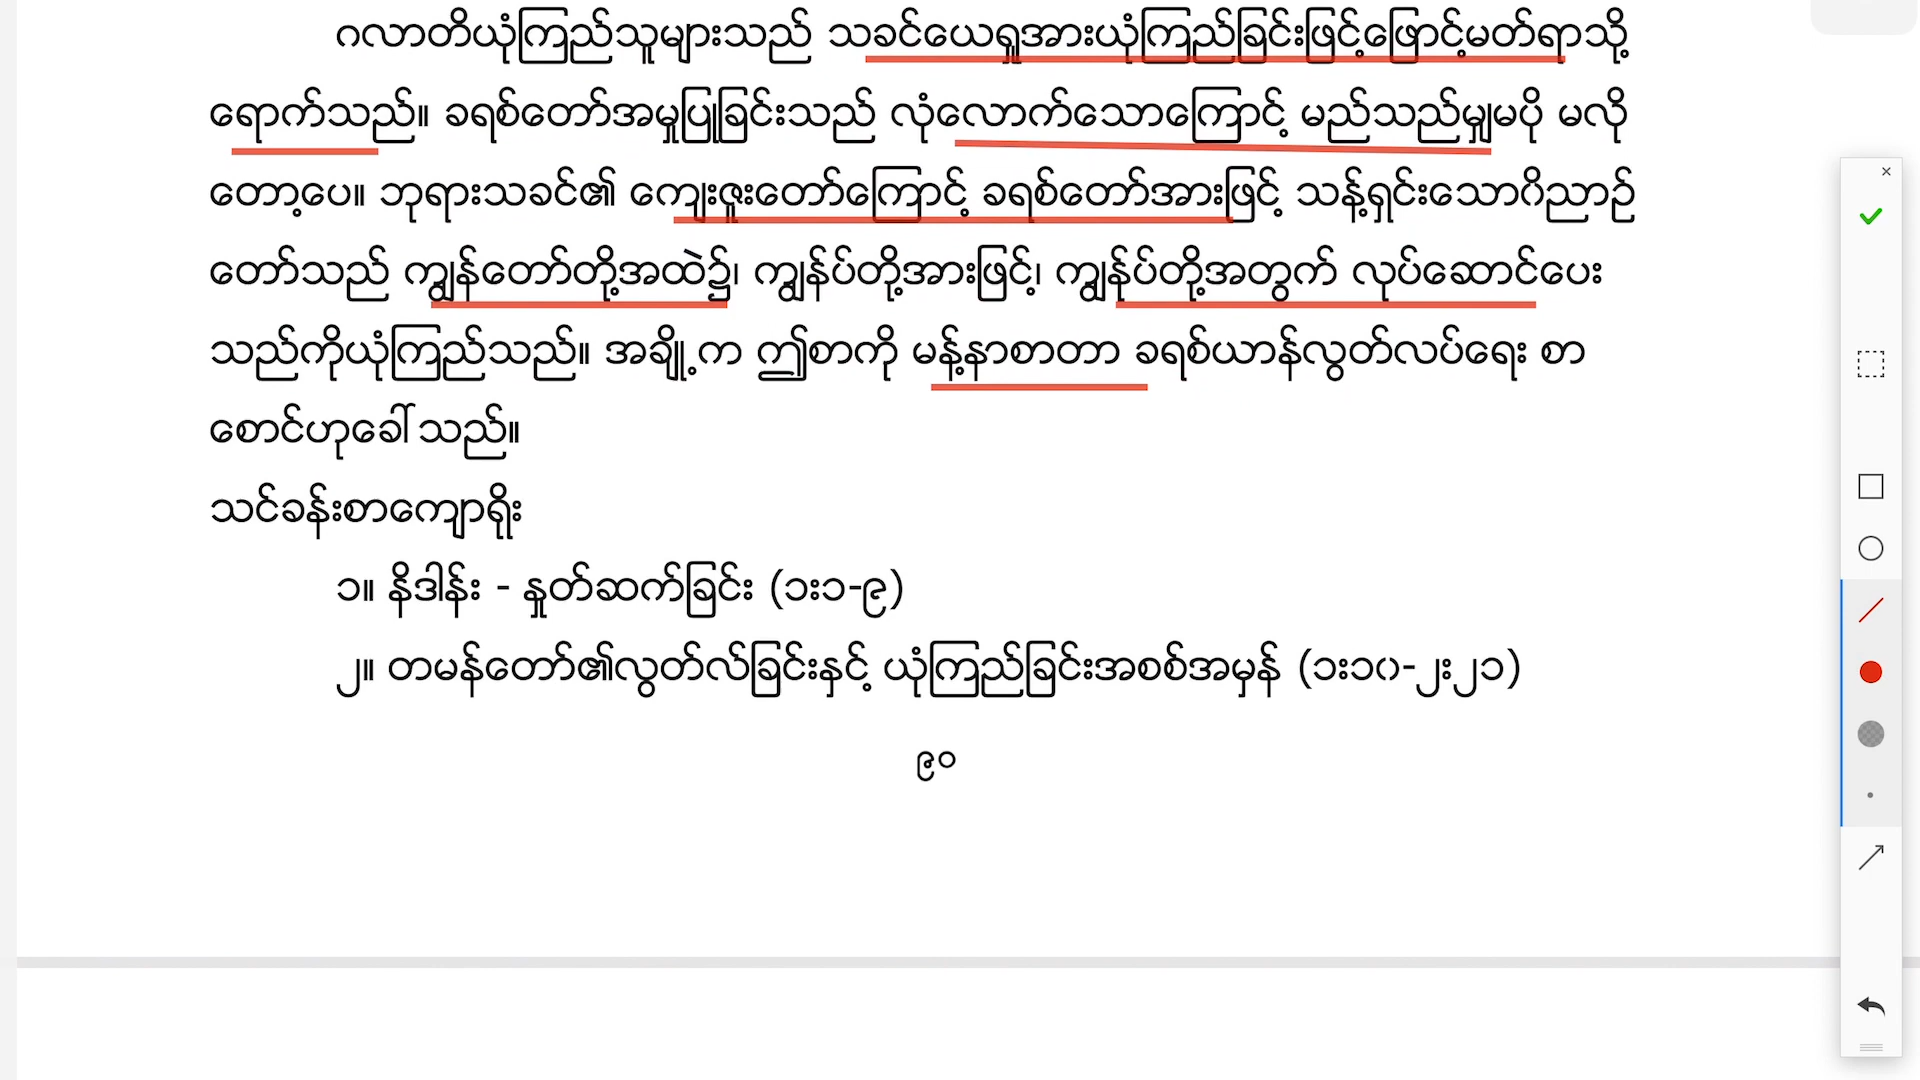 ဂလာတိယုံကြည်သူများသည် သခင်ယေရှုအားယုံကြည်ခြင်းဖြင့်ဖြောင့်မတ်ရာသို့
ရောက်သည်။ ခရစ်တော်အမှုပြုခြင်းသည် လုံလောက်သောကြောင့် မည်သည်မျှမပို မလို
တော့ပေ။ ဘုရားသခင်၏ ကျေးဇူးတော်ကြောင့် ခရစ်တော်အားဖြင့် သန့်ရှင်းသောဝိညာဉ်
တော်သည် ကျွန်တော်တို့အထဲ၌၊ ကျွန်ုပ်တို့အားဖြင့်၊ ကျွန်ုပ်တို့အတွက် လုပ်ဆောင်ပေး
သည်ကိုယုံကြည်သည်။ အချို့က ဤစာကို မန့်နာစာတာ ခရစ်ယာန်လွတ်လပ်ရေး စာ
စောင်ဟုခေါ်သည်။
သင်ခန်းစာကျောရိုး
၁။ နိဒါန်း - နှုတ်ဆက်ခြင်း (၁း၁-၉)
၂။ တမန်တော်၏လွတ်လ်ခြင်းနှင့် ယုံကြည်ခြင်းအစစ်အမှန် (၁း၁၀-၂း၂၁)
၉၀